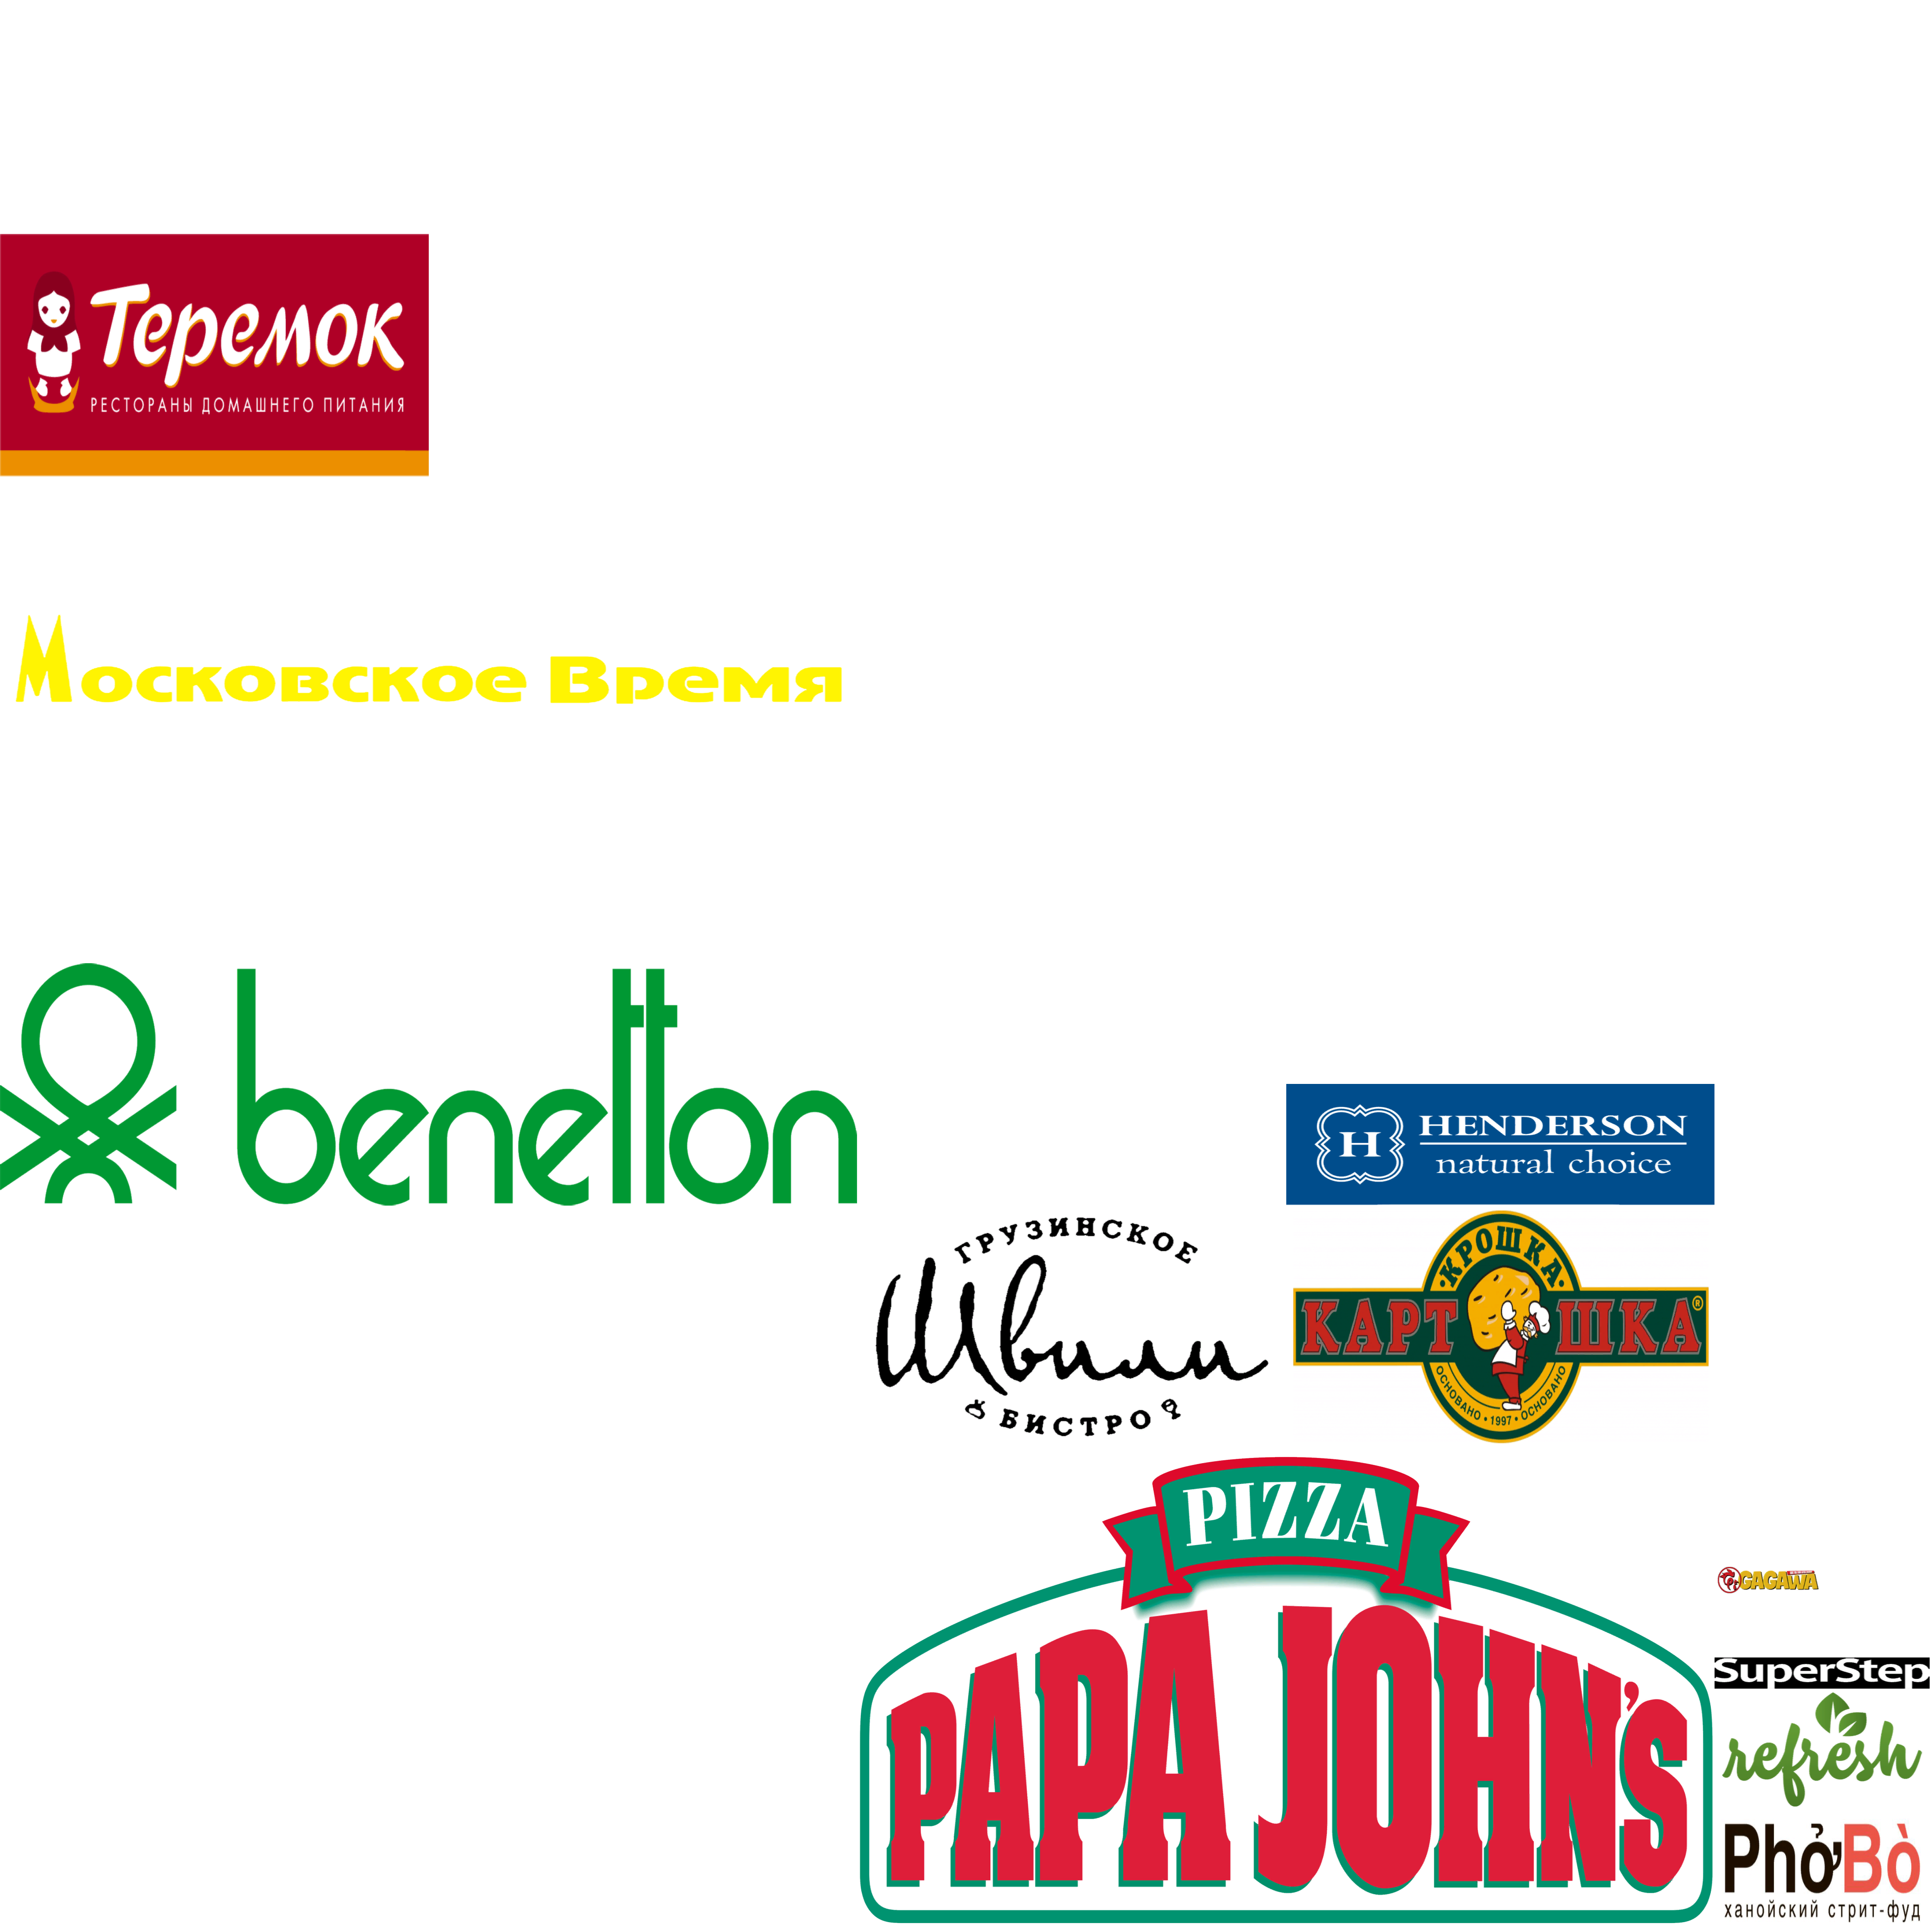 Теремок
РЕСТОРАНЫ ДОМАШНЕГО ПИТАНИЯ
Московское Время
benetton
HENDERSON
H
natural choice
ГРУЗИНСКОЕ
Швили
БИСТРО
·КРОШКА·
КАРТ ШКА®
ОСНОВАНО • 1997 • ОСНОВАНО
PIZZA
PAPA JOHN'S
GAGAWA
SuperStep
refresh
PhởBò
ханойский стрит-фуд